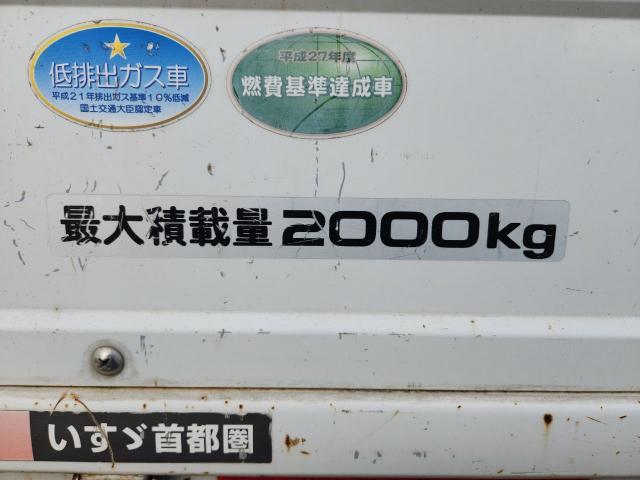 低排出ガス車
平成21年排出ガス基準10%低減
国土交通大臣認定車
平成27年度
燃費基準達成車
最大積載量2000kg
いすゞ首都圏